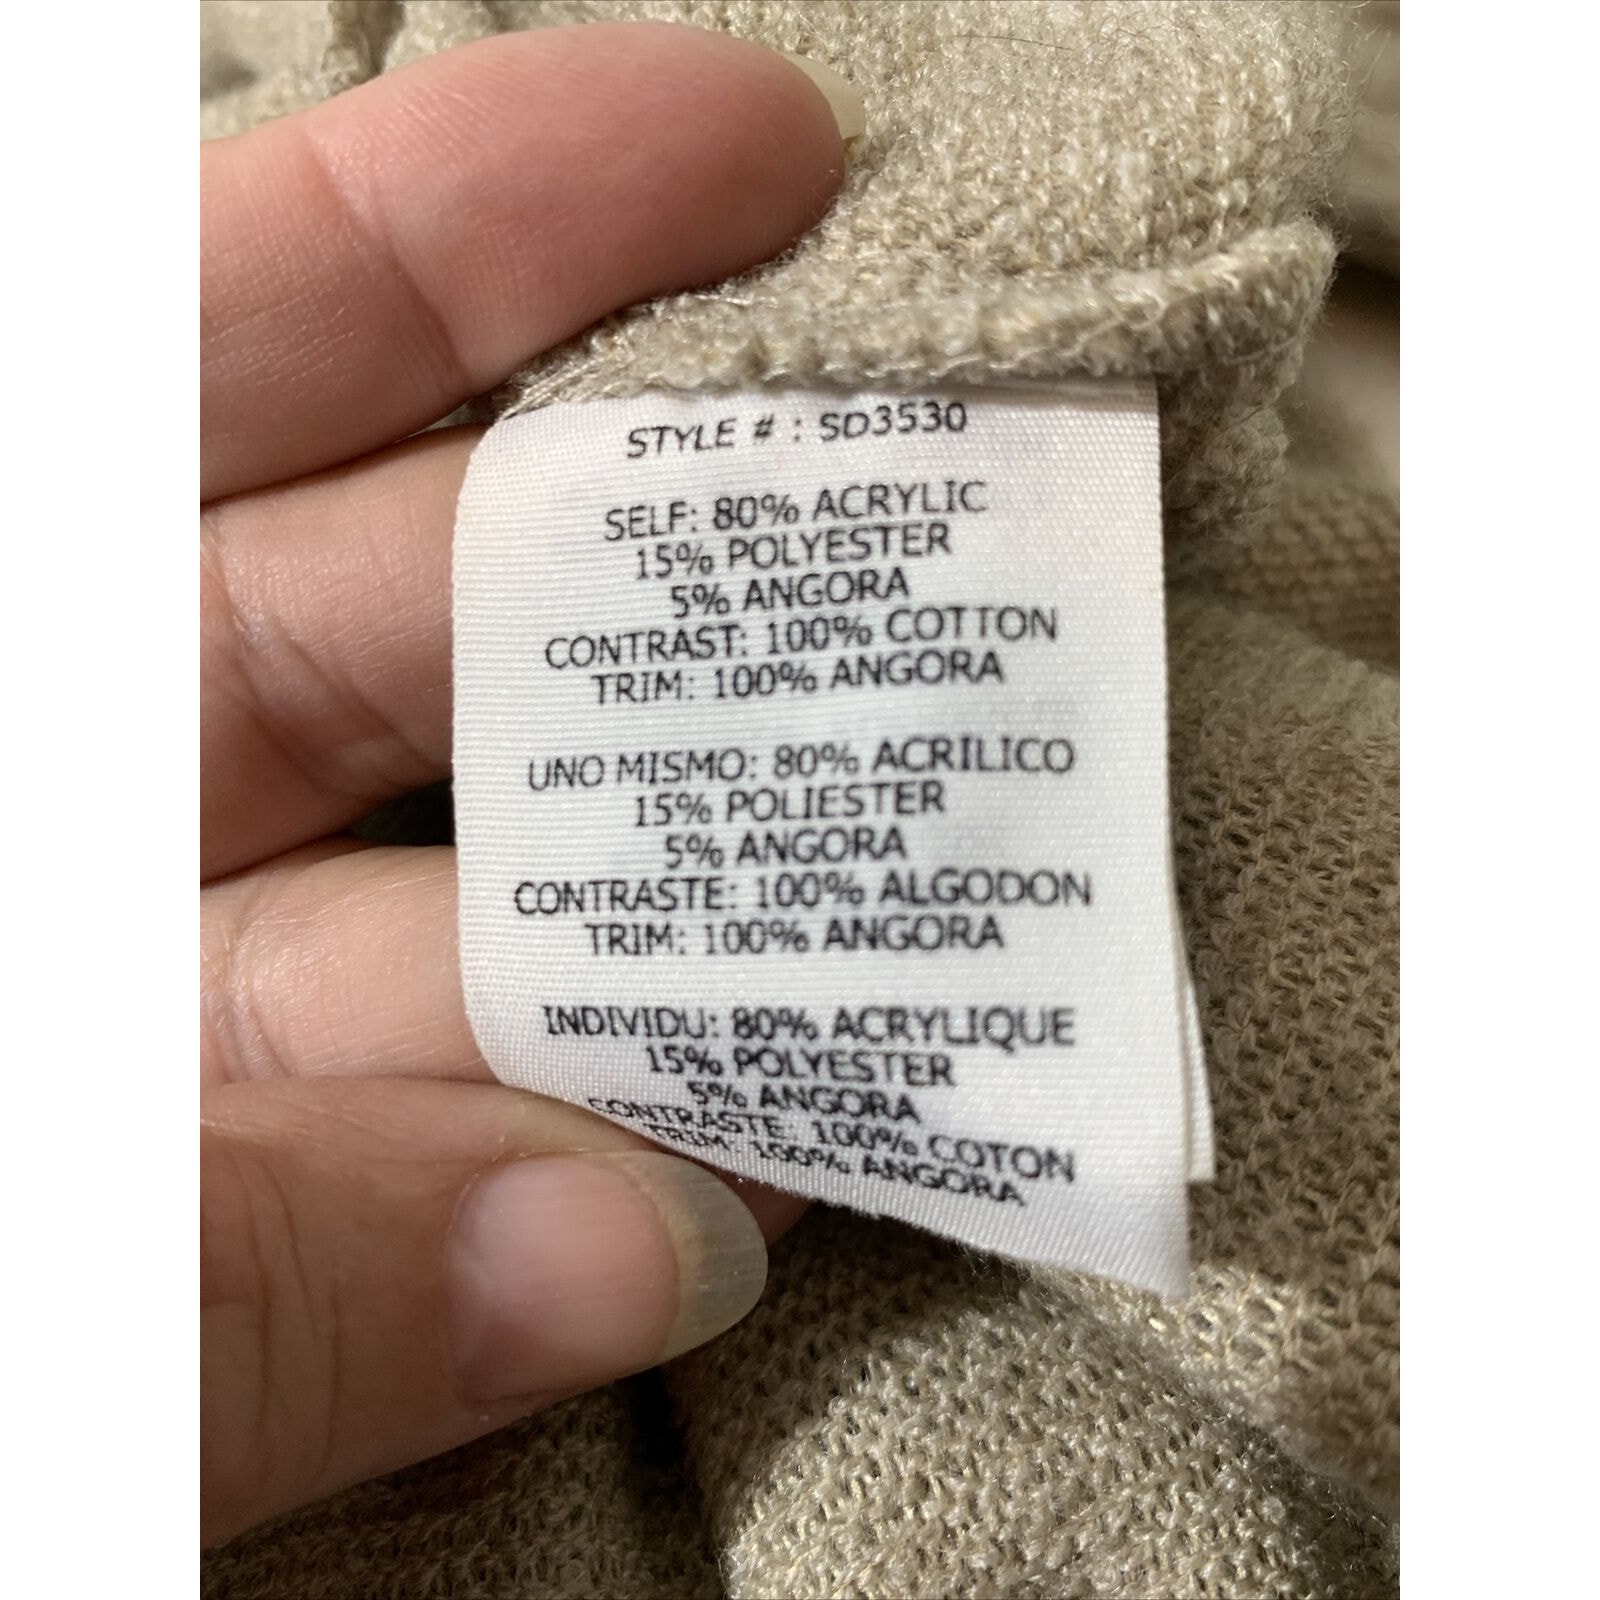 STYLE # : SD3530
SELF: 80% ACRYLIC
15% POLYESTER
5% ANGORA
CONTRAST: 100% COTTON
TRIM: 100% ANGORA
UNO MISMO: 80% ACRILICO
15% POLIESTER
5% ANGORA
CONTRASTE: 100% ALGODON
TRIM: 100% ANGORA
INDIVIDU: 80% ACRYLIQUE
15% POLYESTER
5% ANGORA
CONTRASTE: 100% COTON
TRIM: 100% ANGORA